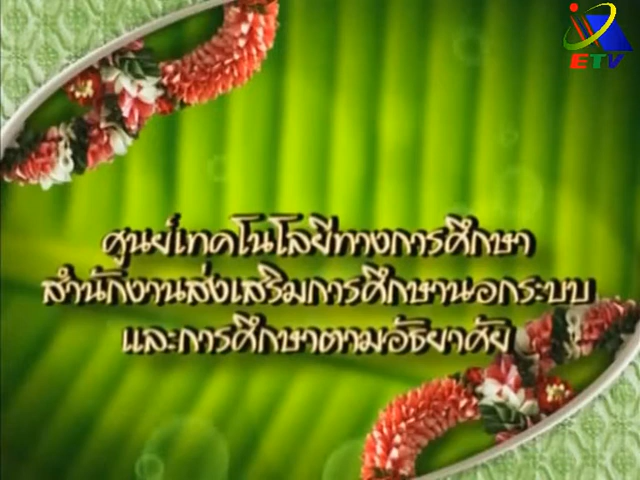 ETV
ศูนย์เทคโนโลยีทางการศึกษา
สำนักงานส่งเสริมการศึกษานอกระบบ
และการศึกษาตามอัธยาศัย